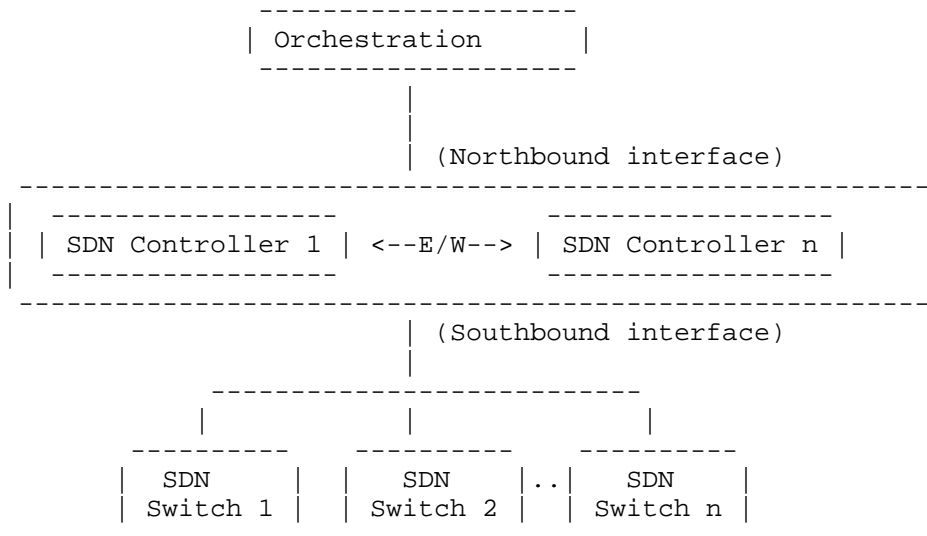 Orchestration
(Northbound interface)
SDN Controller 1 <--E/W--> SDN Controller n
(Southbound interface)
SDN SDN .. SDN
Switch 1 Switch 2 Switch n